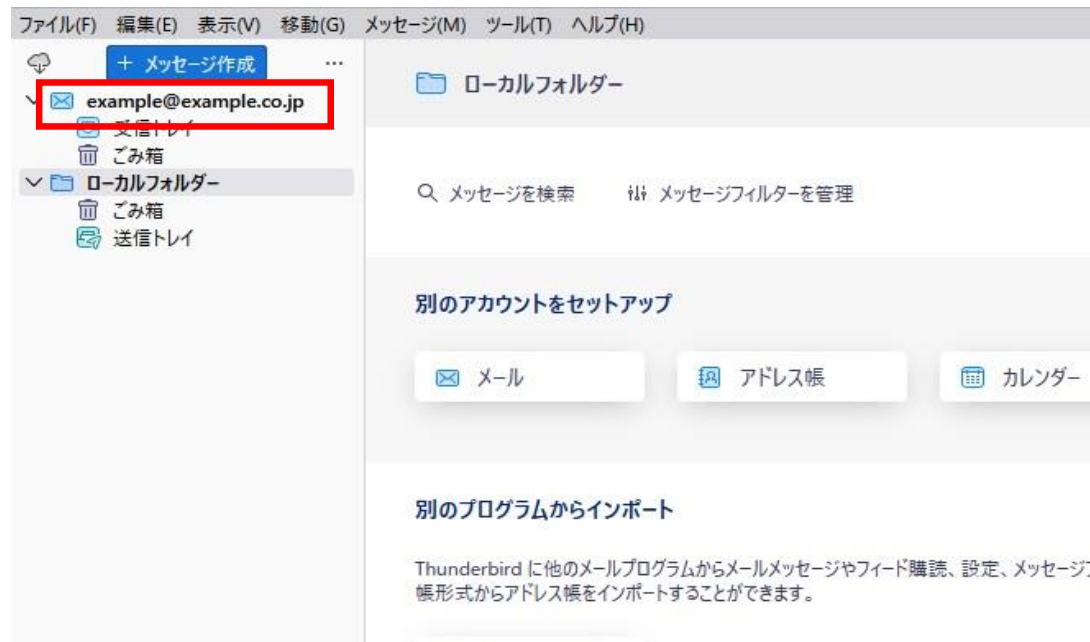 ファイル(F) 編集(E) 表示(V) 移動(G) メッセージ(M) ツール(T) ヘルプ(H)
+ メッセージ作成 …
example@example.co.jp
受信トレイ
ごみ箱
ローカルフォルダー
ごみ箱
送信トレイ
ローカルフォルダー
メッセージを検索 メッセージフィルターを管理
別のアカウントをセットアップ
メール アドレス帳 カレンダー
別のプログラムからインポート
Thunderbird に他のメールプログラムからメールメッセージやフィード購読、設定、メッセージ
帳形式からアドレス帳をインポートすることができます。